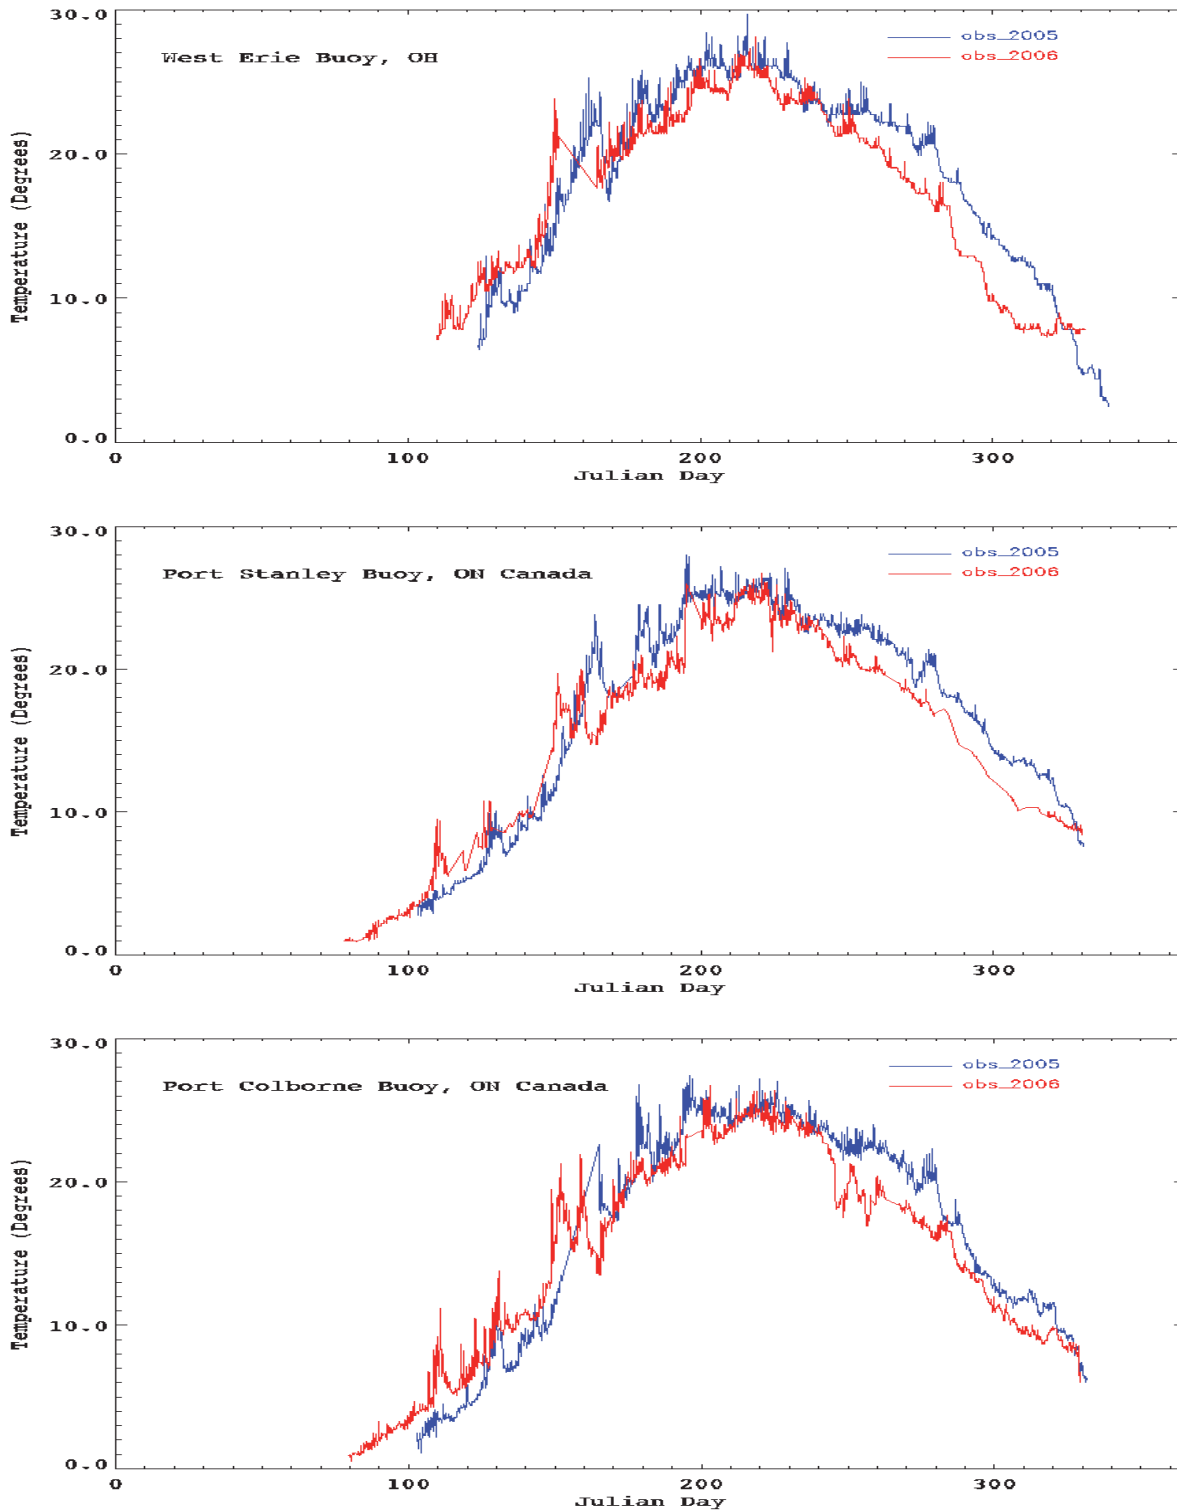 30.0
West Erie Buoy, OH
obs_2005
obs_2006
20.0
Temperature (Degrees)
10.0
0.0
0 100 200 300
Julian Day
30.0
Port Stanley Buoy, ON Canada
obs_2005
obs_2006
20.0
Temperature (Degrees)
10.0
0.0
0 100 200 300
Julian Day
30.0
Port Colborne Buoy, ON Canada
obs_2005
obs_2006
20.0
Temperature (Degrees)
10.0
0.0
0 100 200 300
Julian Day